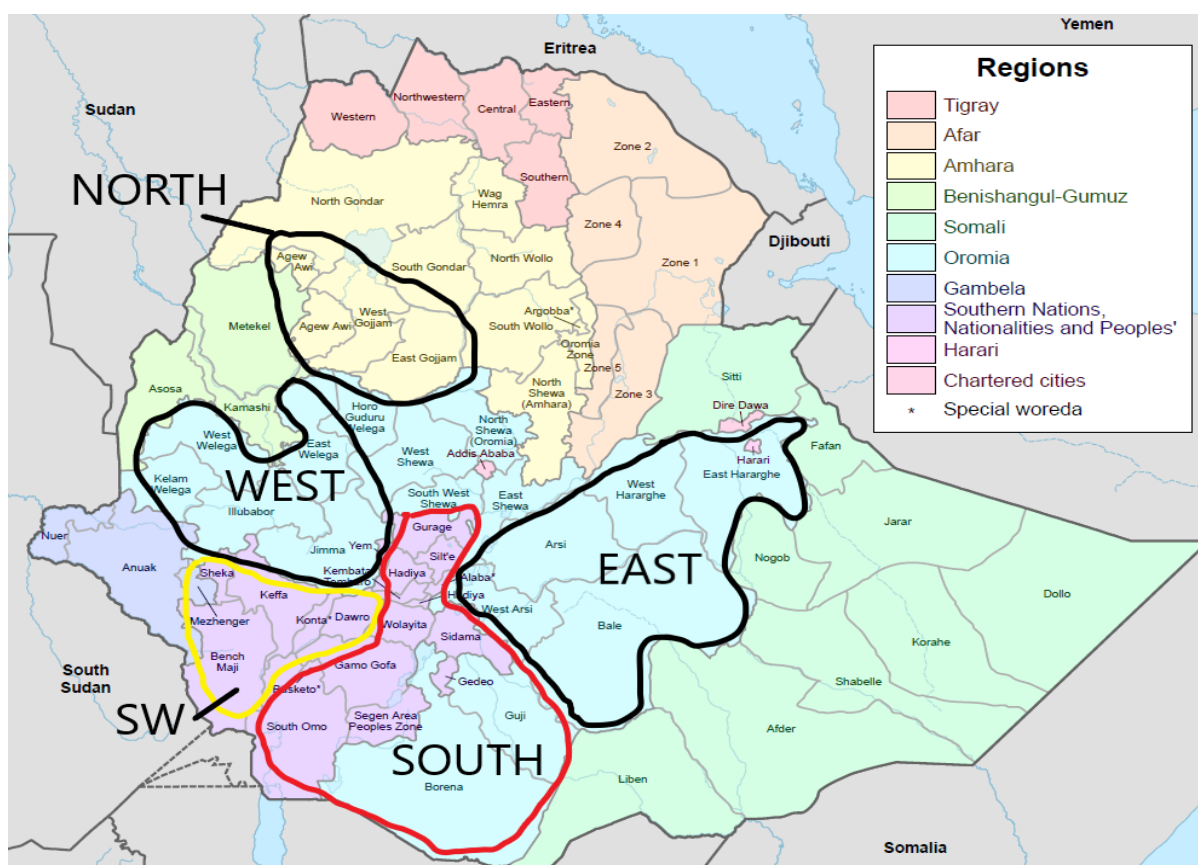 Yemen
Eritrea
Sudan
Regions
Tigray
Afar
Amhara
Benishangul-Gumuz
Somali
Oromia
Gambela
Southern Nations,
Nationalities and Peoples'
Harari
Chartered cities
* Special woreda
Northwestern
Central
Eastern
Western
Southern
Zone 2
NORTH
North Gondar
Wag
Hemra
Zone 4
Djibouti
Agew
Awi
South Gondar
North Wollo
Zone 1
Metekel
Agew Awi
West
Gojjam
Argobba*
South Wollo
East Gojjam
Oromia
Zone
Zone 5
Sitti
Asosa
Kamashi
Horo
Guduru
Welega
North
Shewa
(Amhara)
Zone 3
Dire Dawa
West
Welega
East
Welega
North
Shewa
(Oromia)
Addis Ababa
West
Shewa
Harari
Fafan
East Hararghe
WEST
Kelam
Welega
Illubabor
South West
Shewa
East
Shewa
West
Hararghe
Nuer
Anuak
Gurage
Jarar
Jimma
Yem
Silt'e
Arsi
EAST
Nogob
Sheka
Keffa
Kembata
Tembaro
Hadiya
Alaba*
Hadiya
Dollo
Mezhenger
Konta*
Dawro
Wolayita
West Arsi
Bale
Sidama
Korahe
Bench
Maji
Gamo Gofa
South
Sudan
Basketo*
Gedeo
Shabelle
SW
South Omo
Segen Area
Peoples Zone
Guji
Afder
SOUTH
Borena
Liben
Somalia